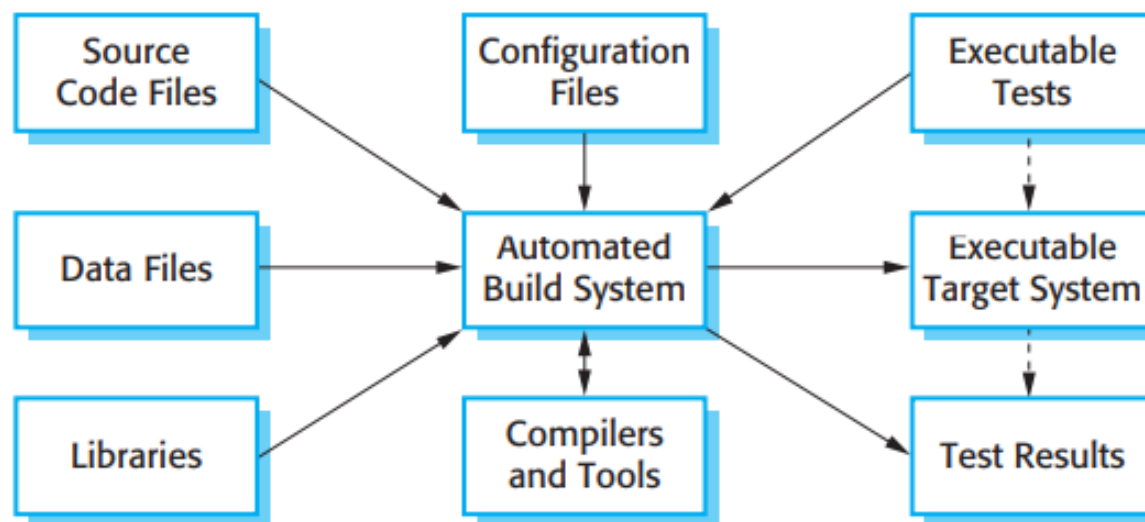 Source
Code Files
Configuration
Files
Executable
Tests
Data Files
Automated
Build System
Executable
Target System
Libraries
Compilers
and Tools
Test Results